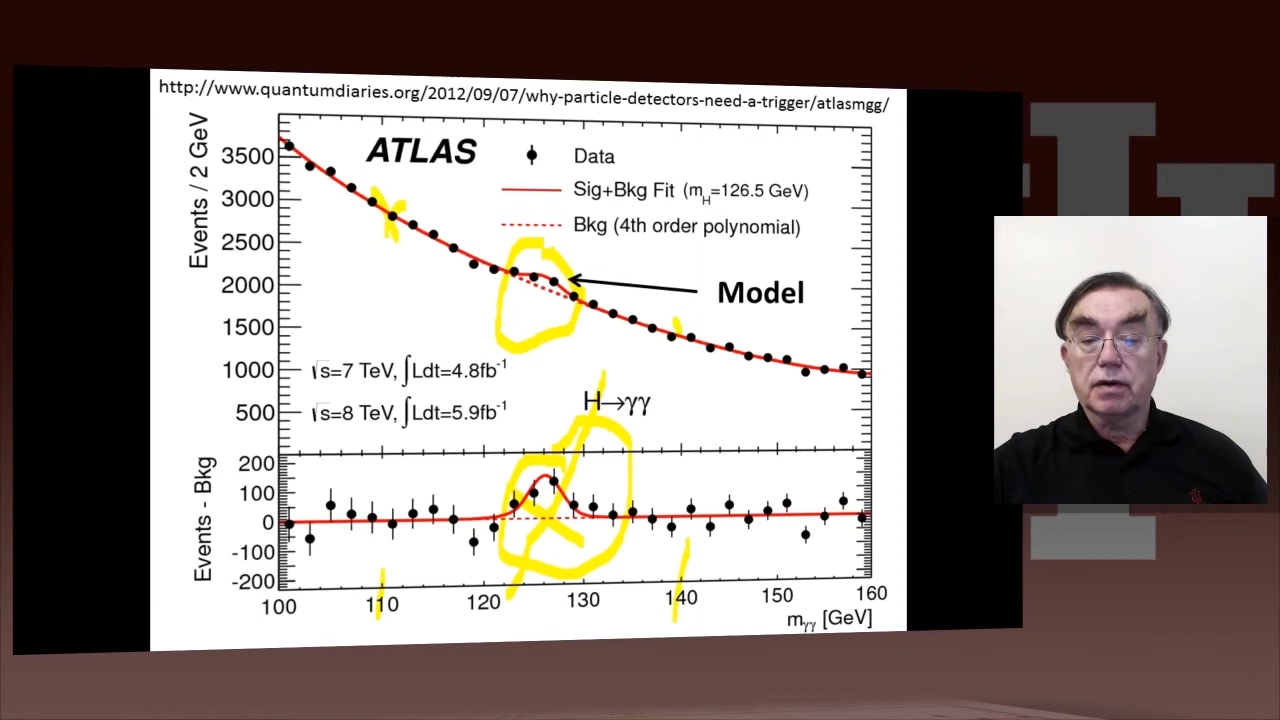 http://www.quantumdiaries.org/2012/09/07/why-particle-detectors-need-a-trigger/atlasmgg/
Events / 2 GeV
3500
3000
2500
2000
1500
1000
500
ATLAS
Data
Sig+Bkg Fit (mH=126.5 GeV)
Bkg (4th order polynomial)
Model
√s=7 TeV, ∫Ldt=4.8fb-1
√s=8 TeV, ∫Ldt=5.9fb-1
H→γγ
Events - Bkg
200
100
0
-100
-200
100 110 120 130 140 150 160
mγγ [GeV]